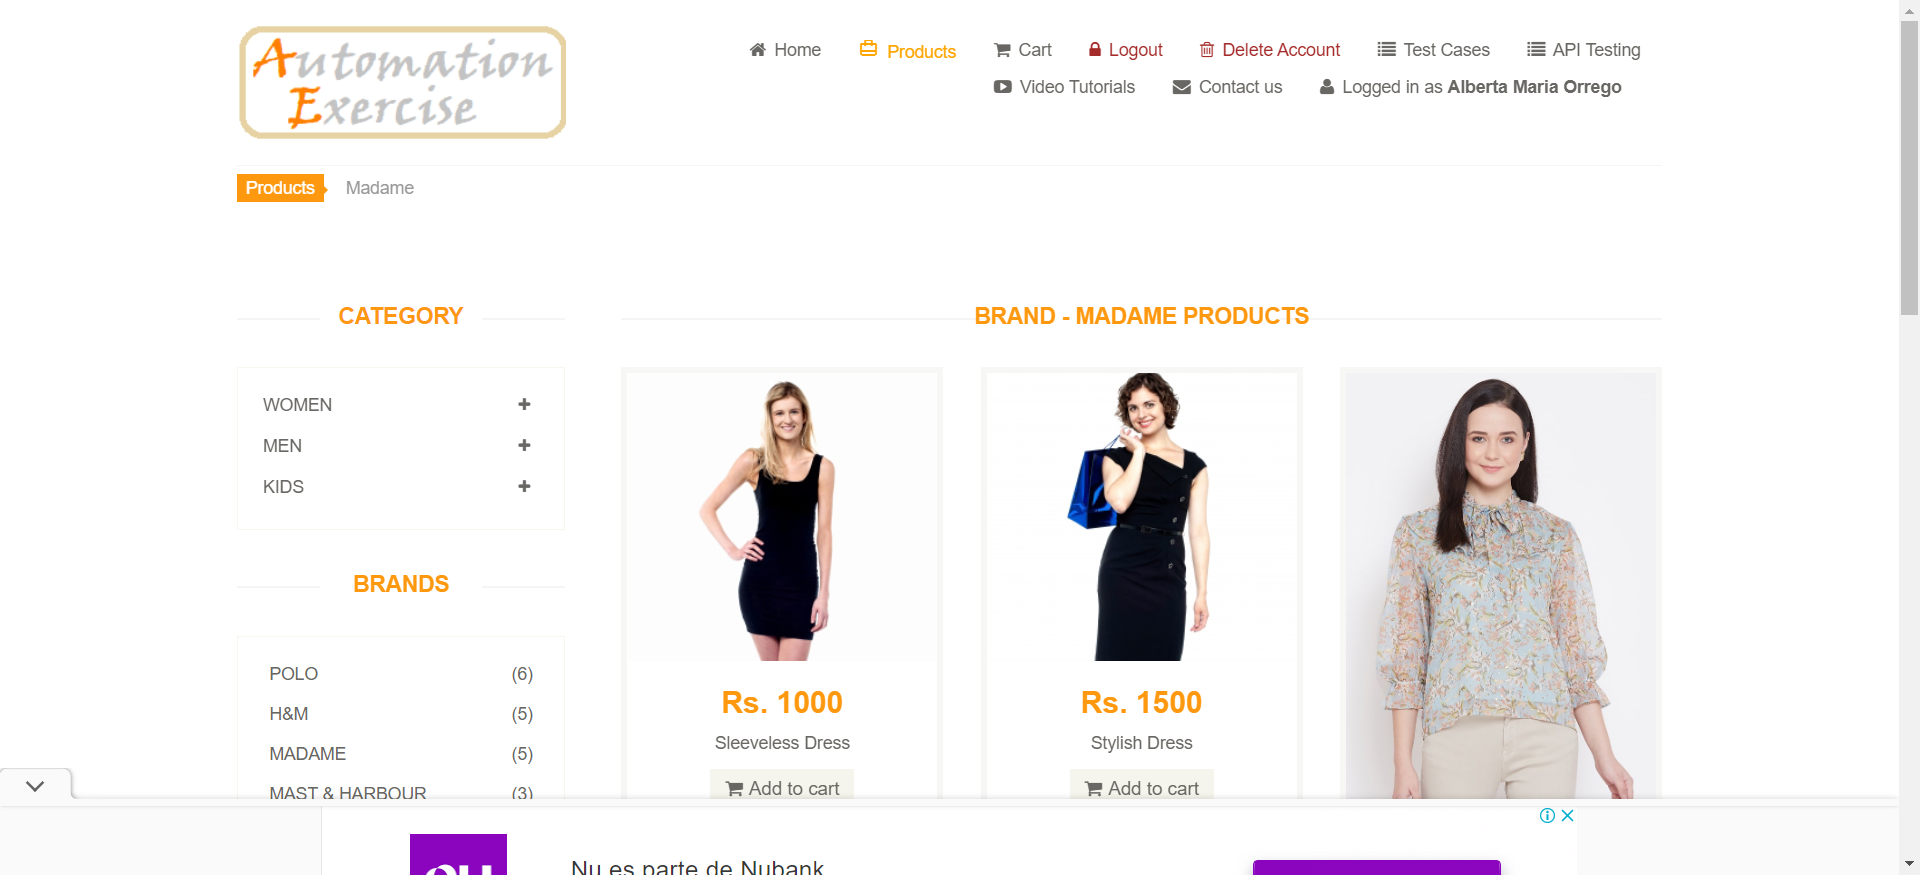 Automation
Exercise
Home
Products
Cart
Logout
Delete Account
Test Cases
API Testing
Video Tutorials
Contact us
Logged in as Alberta Maria Orrego
Products
Madame
CATEGORY
WOMEN
MEN
KIDS
BRANDS
POLO (6)
H&M (5)
MADAME (5)
MAST & HARBOUR (3)
BRAND - MADAME PRODUCTS
Rs. 1000
Sleeveless Dress
Add to cart
Rs. 1500
Stylish Dress
Add to cart
Nu es parte de Nubank